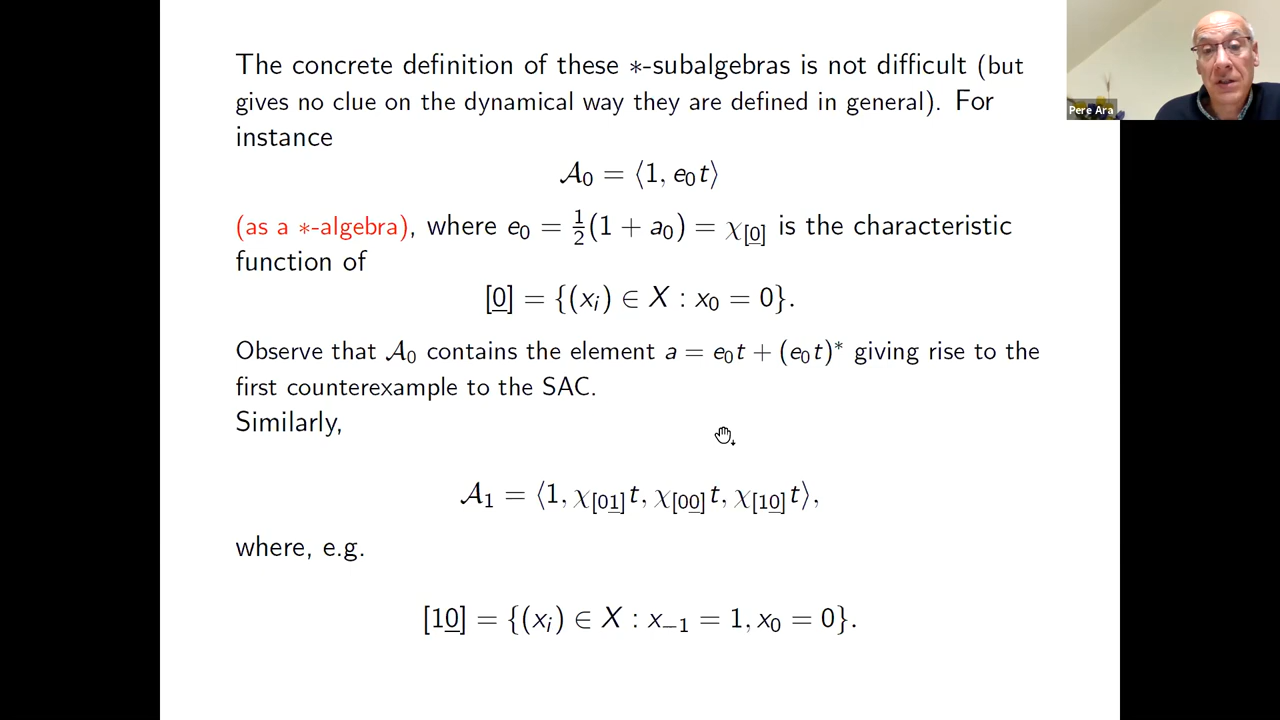 The concrete definition of these ∗-subalgebras is not difficult (but
gives no clue on the dynamical way they are defined in general). For
instance
𝒜₀ = ⟨1, e₀t⟩
(as a ∗-algebra), where e₀ = ½(1 + a₀) = χ_[0̲] is the characteristic
function of
[0̲] = {(xᵢ) ∈ X : x₀ = 0}.
Observe that 𝒜₀ contains the element a = e₀t + (e₀t)* giving rise to the
first counterexample to the SAC.
Similarly,
𝒜₁ = ⟨1, χ_[01̲]t, χ_[00̲]t, χ_[10̲]t⟩,
where, e.g.
[10̲] = {(xᵢ) ∈ X : x₋₁ = 1, x₀ = 0}.
Pere Ara